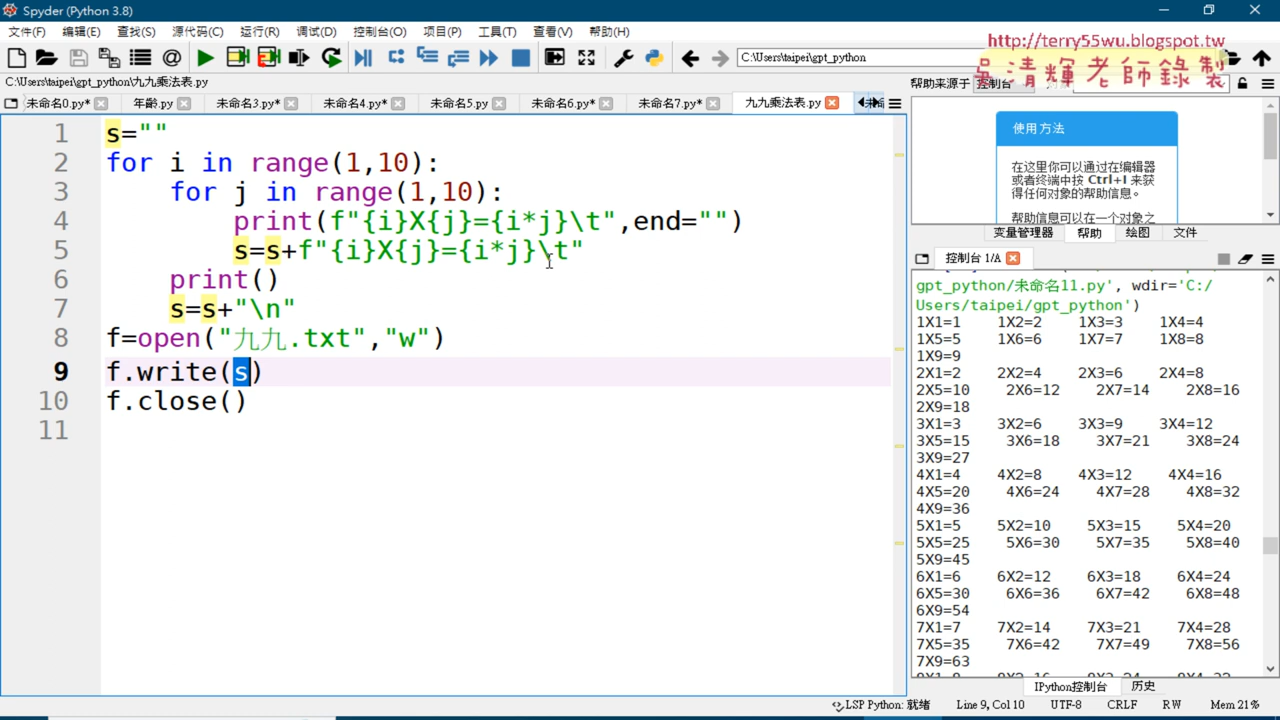 Spyder (Python 3.8)
文件(F) 编辑(E) 查找(S) 源代码(C) 运行(R) 调试(D) 控制台(O) 项目(P) 工具(T) 查看(V) 帮助(H)
http://terry55wu.blogspot.tw
吳清輝老師錄製
C:\Users\taipei\gpt_python
C:\Users\taipei\gpt_python\九九乘法表.py
帮助来源于 控制台
未命名0.py* 年龄.py 未命名3.py* 未命名4.py* 未命名5.py 未命名6.py* 未命名7.py* 九九乘法表.py
1 s=""
2 for i in range(1,10):
3 for j in range(1,10):
4 print(f"{i}X{j}={i*j}\t",end="")
5 s=s+f"{i}X{j}={i*j}\t"
6 print()
7 s=s+"\n"
8 f=open("九九.txt","w")
9 f.write(s)
10 f.close()
11
使用方法
在这里你可以通过在编辑器
或者终端中按 Ctrl+I 来获
得任何对象的帮助信息。
帮助信息可以在一个对象之
变量管理器 帮助 绘图 文件
控制台 1/A
gpt_python/未命名11.py', wdir='C:/
Users/taipei/gpt_python')
1X1=1 1X2=2 1X3=3 1X4=4
1X5=5 1X6=6 1X7=7 1X8=8
1X9=9
2X1=2 2X2=4 2X3=6 2X4=8
2X5=10 2X6=12 2X7=14 2X8=16
2X9=18
3X1=3 3X2=6 3X3=9 3X4=12
3X5=15 3X6=18 3X7=21 3X8=24
3X9=27
4X1=4 4X2=8 4X3=12 4X4=16
4X5=20 4X6=24 4X7=28 4X8=32
4X9=36
5X1=5 5X2=10 5X3=15 5X4=20
5X5=25 5X6=30 5X7=35 5X8=40
5X9=45
6X1=6 6X2=12 6X3=18 6X4=24
6X5=30 6X6=36 6X7=42 6X8=48
6X9=54
7X1=7 7X2=14 7X3=21 7X4=28
7X5=35 7X6=42 7X7=49 7X8=56
7X9=63
IPython控制台 历史
LSP Python: 就绪 Line 9, Col 10 UTF-8 CRLF RW Mem 21%